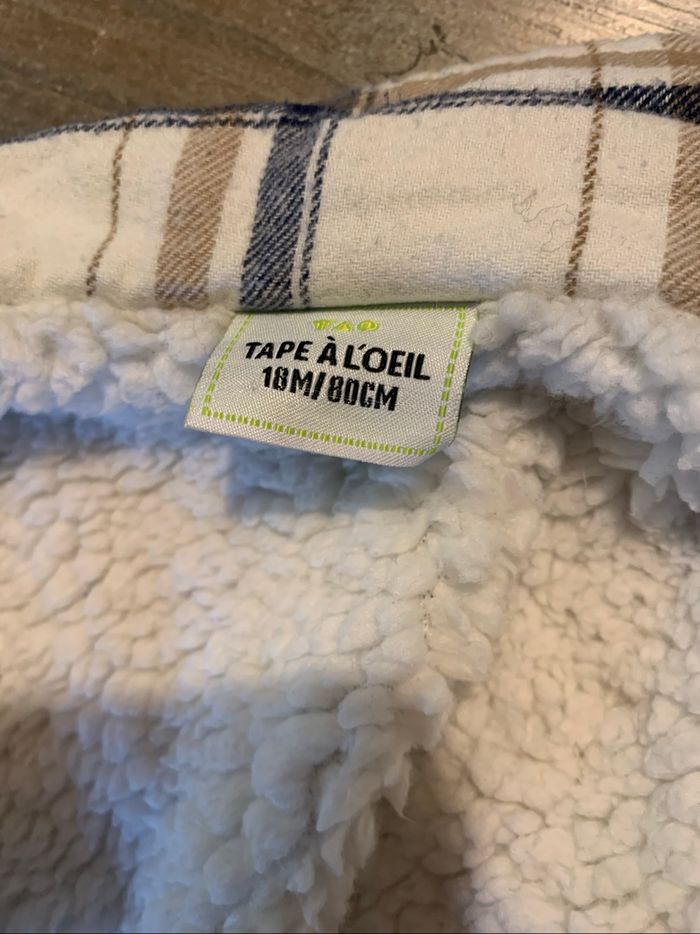 TAO
TAPE À L'OEIL
18M/80CM